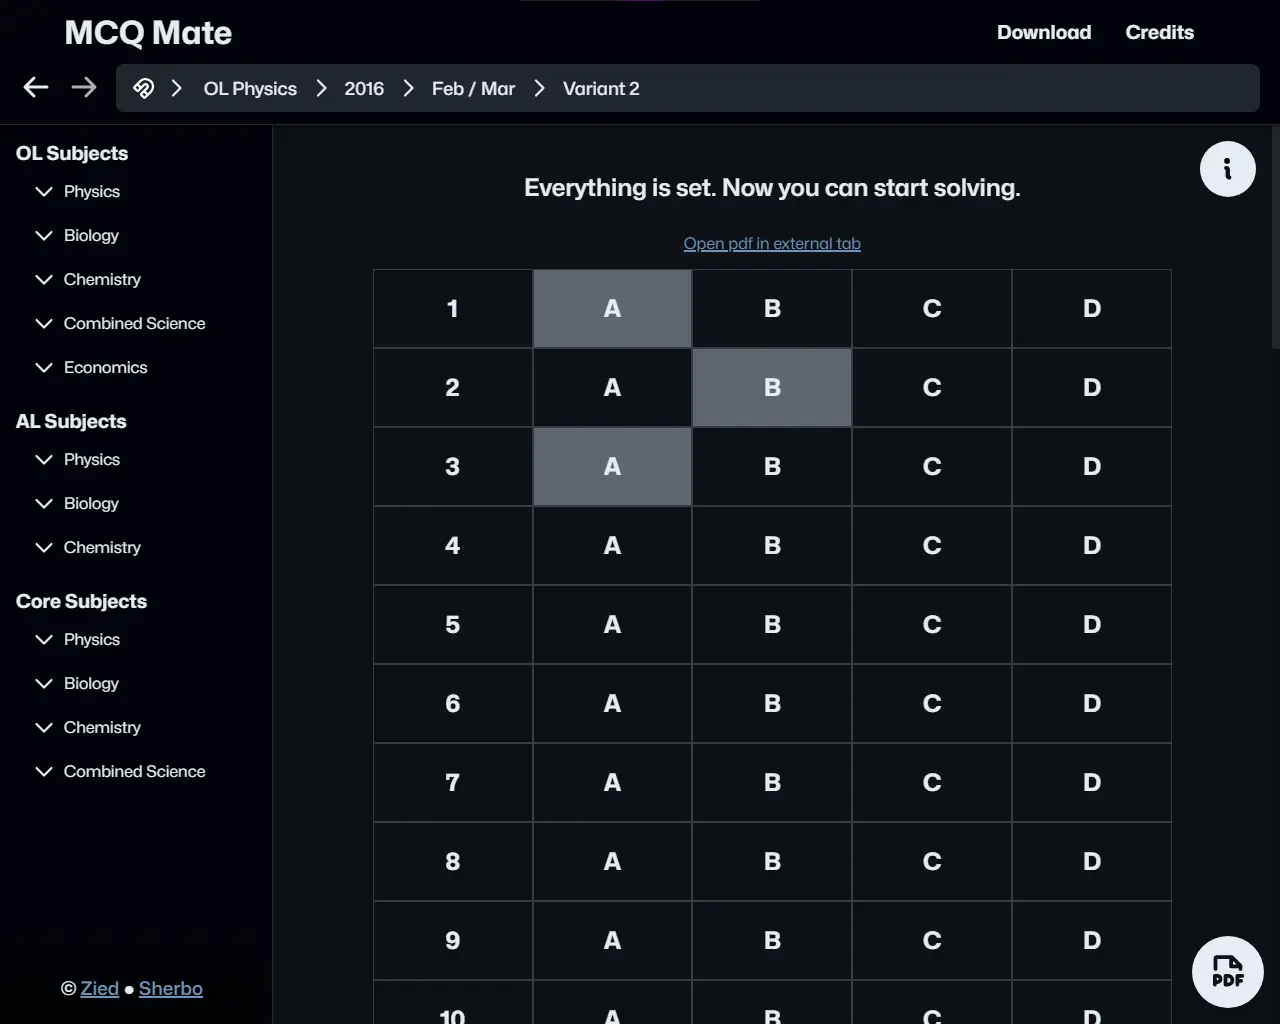 MCQ Mate
Download
Credits
OL Physics
2016
Feb / Mar
Variant 2
OL Subjects
Physics
Biology
Chemistry
Combined Science
Economics
AL Subjects
Physics
Biology
Chemistry
Core Subjects
Physics
Biology
Chemistry
Combined Science
© Zied ● Sherbo
Everything is set. Now you can start solving.
Open pdf in external tab
1 A B C D
2 A B C D
3 A B C D
4 A B C D
5 A B C D
6 A B C D
7 A B C D
8 A B C D
9 A B C D
10 A B C D
PDF